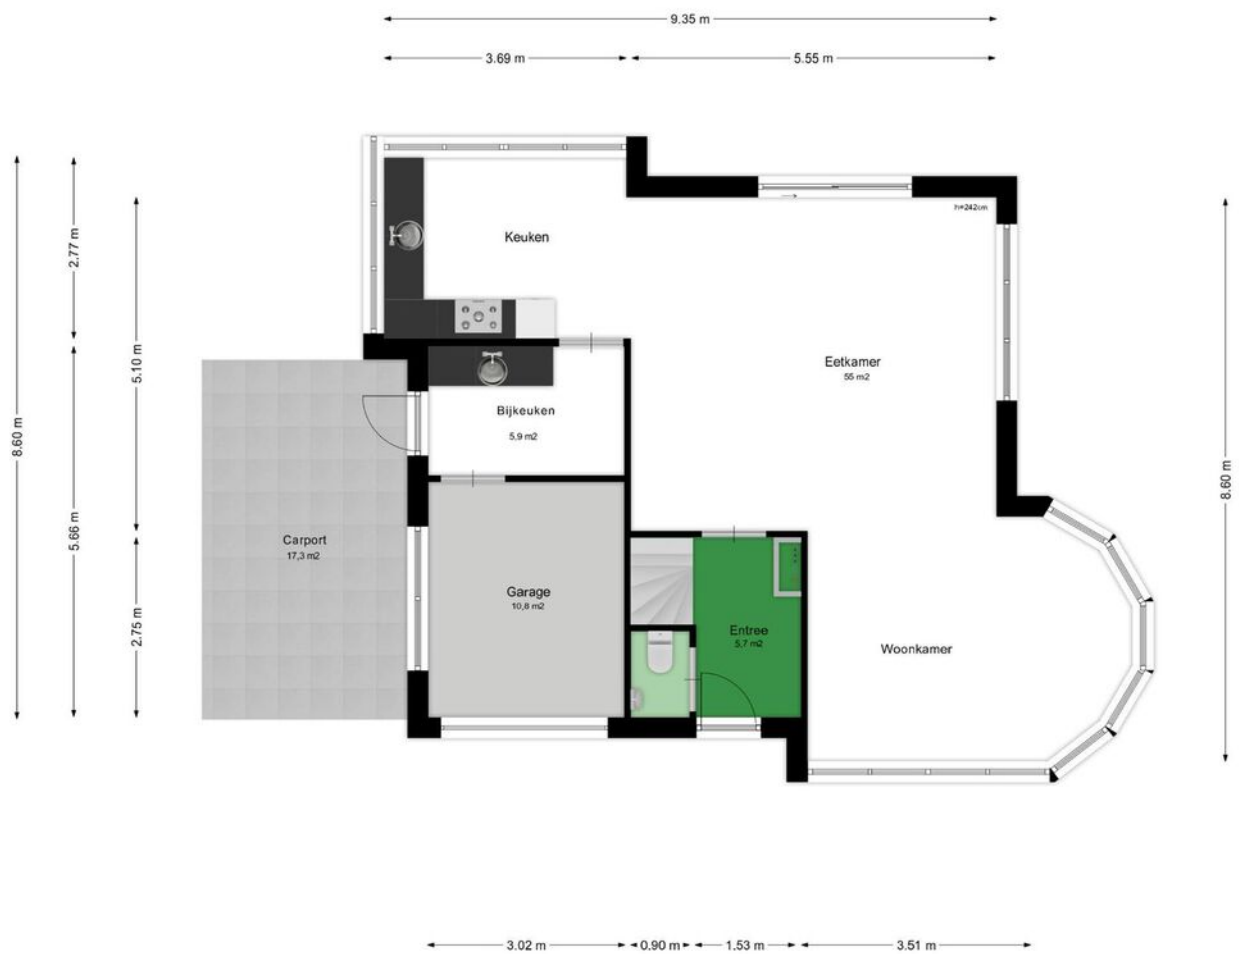 9.35 m
3.69 m
5.55 m
h=242cm
2.77 m
Keuken
5.10 m
Eetkamer
55 m2
8.60 m
Bijkeuken
5,9 m2
8.60 m
5.66 m
Carport
17,3 m2
Garage
10,8 m2
2.75 m
Entree
5,7 m2
Woonkamer
3.02 m
0.90 m
1.53 m
3.51 m